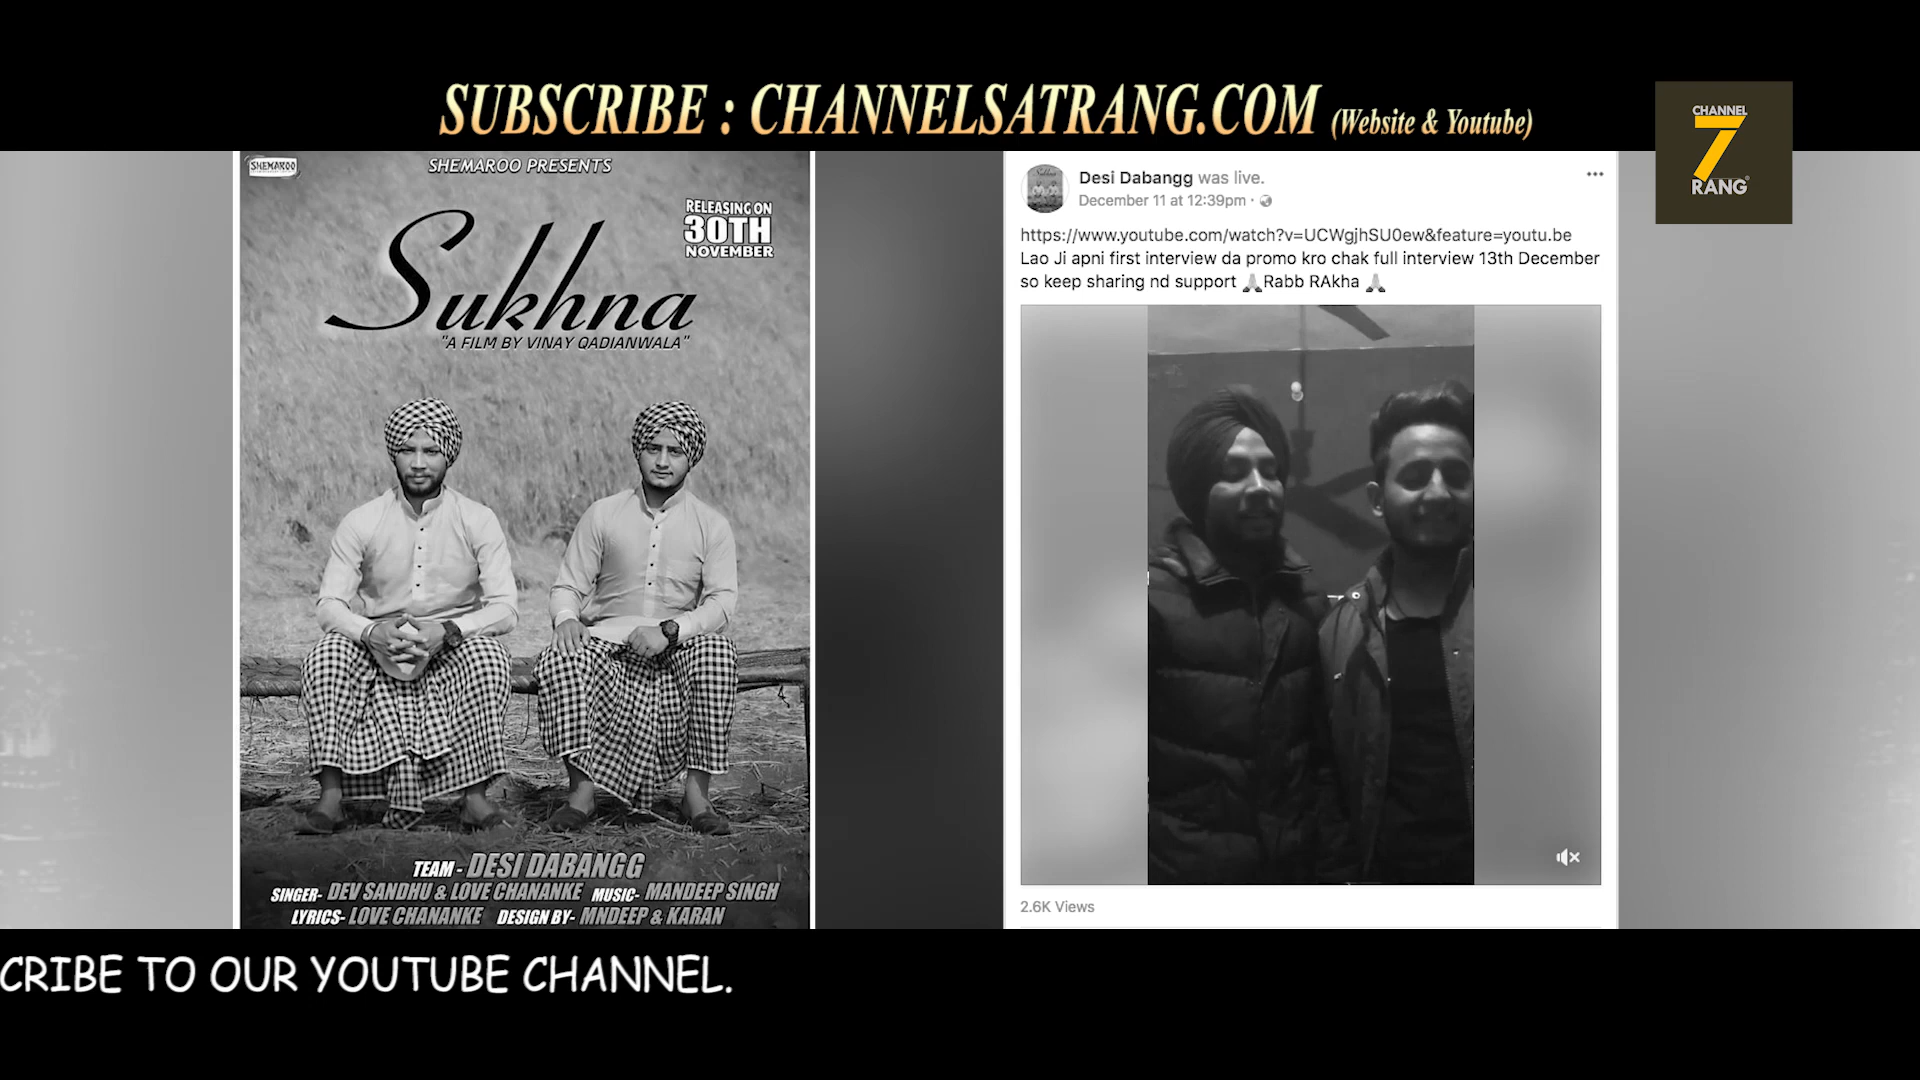 SUBSCRIBE : CHANNELSATRANG.COM (Website & Youtube)
CHANNEL
7
RANG
SHEMAROO
SHEMAROO PRESENTS
RELEASING ON
30TH
NOVEMBER
Sukhna
"A FILM BY VINAY QADIANWALA"
TEAM - DESI DABANGG
SINGER- DEV SANDHU & LOVE CHANANKE MUSIC- MANDEEP SINGH
LYRICS- LOVE CHANANKE DESIGN BY- MNDEEP & KARAN
Desi Dabangg was live.
December 11 at 12:39pm ·
https://www.youtube.com/watch?v=UCWgjhSU0ew&feature=youtu.be
Lao Ji apni first interview da promo kro chak full interview 13th December
so keep sharing nd support 🙏Rabb RAkha 🙏
2.6K Views
CRIBE TO OUR YOUTUBE CHANNEL.